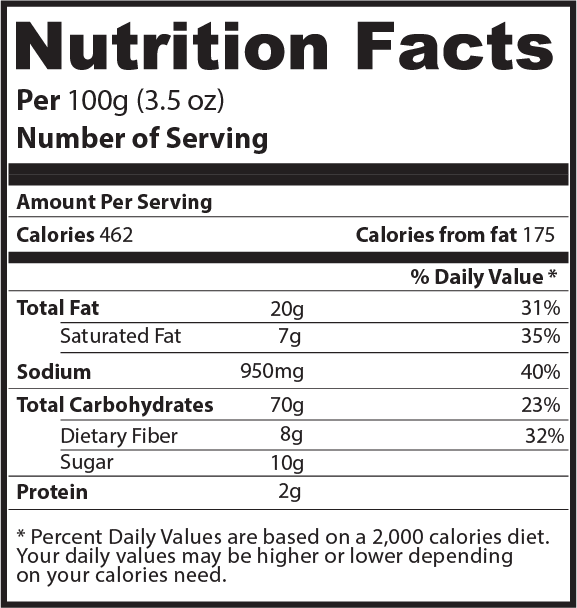 Nutrition Facts
Per 100g (3.5 oz)
Number of Serving
Amount Per Serving
Calories 462 Calories from fat 175
% Daily Value *
Total Fat 20g 31%
Saturated Fat 7g 35%
Sodium 950mg 40%
Total Carbohydrates 70g 23%
Dietary Fiber 8g 32%
Sugar 10g
Protein 2g
* Percent Daily Values are based on a 2,000 calories diet.
Your daily values may be higher or lower depending
on your calories need.